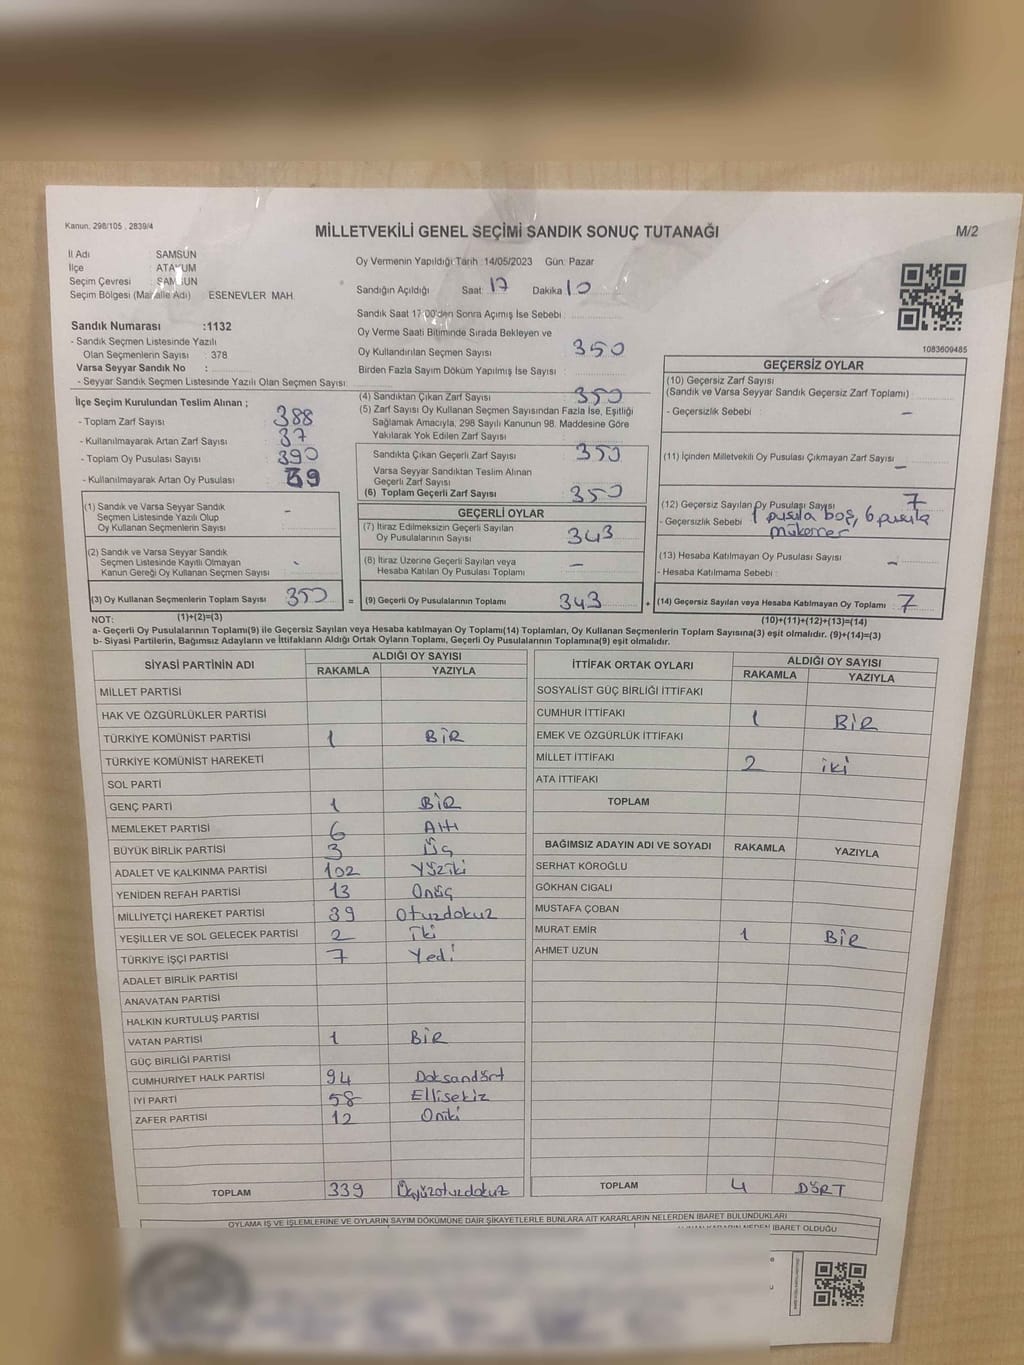 Kanun, 298/105 , 2839/4
MİLLETVEKİLİ GENEL SEÇİMİ SANDIK SONUÇ TUTANAĞI
M/2
İl Adı SAMSUN
İlçe ATAKUM
Seçim Çevresi : SAMSUN
Seçim Bölgesi (Mahalle Adı) ESENEVLER MAH.
Oy Vermenin Yapıldığı Tarih :14/05/2023 Gün: Pazar
Sandığın Açıldığı Saat: 17 Dakika: 10
Sandık Saat 17:00'den Sonra Açımış İse Sebebi :
Sandık Numarası :1132
- Sandık Seçmen Listesinde Yazılı
Olan Seçmenlerin Sayısı : 378
Varsa Seyyar Sandık No :
- Seyyar Sandık Seçmen Listesinde Yazılı Olan Seçmen Sayısı:
Oy Verme Saati Bitiminde Sırada Bekleyen ve
Oy Kullandırılan Seçmen Sayısı 350
Birden Fazla Sayım Döküm Yapılmış İse Sayısı :
1083609485
İlçe Seçim Kurulundan Teslim Alınan ;
- Toplam Zarf Sayısı 388
- Kullanılmayarak Artan Zarf Sayısı 37
- Toplam Oy Pusulası Sayısı 390
- Kullanılmayarak Artan Oy Pusulası 39
(4) Sandıktan Çıkan Zarf Sayısı 350
(5) Zarf Sayısı Oy Kullanan Seçmen Sayısından Fazla İse, Eşitliği
Sağlamak Amacıyla, 298 Sayılı Kanunun 98. Maddesine Göre
Yakılarak Yok Edilen Zarf Sayısı
Sandıkta Çıkan Geçerli Zarf Sayısı 350
Varsa Seyyar Sandıktan Teslim Alınan
Geçerli Zarf Sayısı
(6) Toplam Geçerli Zarf Sayısı 350
GEÇERSİZ OYLAR
(10) Geçersiz Zarf Sayısı
(Sandık ve Varsa Seyyar Sandık Geçersiz Zarf Toplamı)
- Geçersizlik Sebebi : -
(11) İçinden Milletvekili Oy Pusulası Çıkmayan Zarf Sayısı -
(12) Geçersiz Sayılan Oy Pusulası Sayısı 7
- Geçersizlik Sebebi 1 pusula boş, 6 pusula
mükerrer
(13) Hesaba Katılmayan Oy Pusulası Sayısı -
- Hesaba Katılmama Sebebi :
(14) Geçersiz Sayılan veya Hesaba Katılmayan Oy Toplamı 7
(10)+(11)+(12)+(13)=(14)
(1) Sandık ve Varsa Seyyar Sandık
Seçmen Listesinde Yazılı Olup
Oy Kullanan Seçmenlerin Sayısı : -
(2) Sandık ve Varsa Seyyar Sandık
Seçmen Listesinde Kayıtlı Olmayan
Kanun Gereği Oy Kullanan Seçmen Sayısı -
(3) Oy Kullanan Seçmenlerin Toplam Sayısı 350 =
(1)+(2)=(3)
GEÇERLİ OYLAR
(7) İtiraz Edilmeksizin Geçerli Sayılan
Oy Pusulalarının Sayısı 343
(8) İtiraz Üzerine Geçerli Sayılan veya
Hesaba Katılan Oy Pusulası Toplamı -
(9) Geçerli Oy Pusulalarının Toplamı 343 +
NOT:
a- Geçerli Oy Pusulalarının Toplamı(9) ile Geçersiz Sayılan veya Hesaba katılmayan Oy Toplamı(14) Toplamları, Oy Kullanan Seçmenlerin Toplam Sayısına(3) eşit olmalıdır. (9)+(14)=(3)
b- Siyasi Partilerin, Bağımsız Adayların ve İttifakların Aldığı Ortak Oyların Toplamı, Geçerli Oy Pusulalarının Toplamına(9) eşit olmalıdır.
SİYASİ PARTİNİN ADI ALDIĞI OY SAYISI
RAKAMLA YAZIYLA
MİLLET PARTİSİ
HAK VE ÖZGÜRLÜKLER PARTİSİ
TÜRKİYE KOMÜNİST PARTİSİ 1 BİR
TÜRKİYE KOMÜNİST HAREKETİ
SOL PARTİ
GENÇ PARTİ 1 BİR
MEMLEKET PARTİSİ 6 Altı
BÜYÜK BİRLİK PARTİSİ 3 Üç
ADALET VE KALKINMA PARTİSİ 102 Yüziki
YENİDEN REFAH PARTİSİ 13 Onüç
MİLLİYETÇİ HAREKET PARTİSİ 39 Otuzdokuz
YEŞİLLER VE SOL GELECEK PARTİSİ 2 İki
TÜRKİYE İŞÇİ PARTİSİ 7 Yedi
ADALET BİRLİK PARTİSİ
ANAVATAN PARTİSİ
HALKIN KURTULUŞ PARTİSİ
VATAN PARTİSİ 1 BİR
GÜÇ BİRLİĞİ PARTİSİ
CUMHURİYET HALK PARTİSİ 94 Doksandört
İYİ PARTİ 58 Ellisekiz
ZAFER PARTİSİ 12 Oniki
TOPLAM 339 Üçyüzotuzdokuz
İTTİFAK ORTAK OYLARI ALDIĞI OY SAYISI
RAKAMLA YAZIYLA
SOSYALİST GÜÇ BİRLİĞİ İTTİFAKI
CUMHUR İTTİFAKI 1 BİR
EMEK VE ÖZGÜRLÜK İTTİFAKI
MİLLET İTTİFAKI 2 iki
ATA İTTİFAKI
TOPLAM
BAĞIMSIZ ADAYIN ADI VE SOYADI RAKAMLA YAZIYLA
SERHAT KÖROĞLU
GÖKHAN CIGALI
MUSTAFA ÇOBAN
MURAT EMİR 1 BİR
AHMET UZUN
TOPLAM 4 DÖRT
OYLAMA İŞ VE İŞLEMLERİNE VE OYLARIN SAYIM DÖKÜMÜNE DAİR ŞİKAYETLERLE BUNLARA AİT KARARLARIN NELERDEN İBARET BULUNDUKLARI
KARARIN NEDEN İBARET OLDUĞU